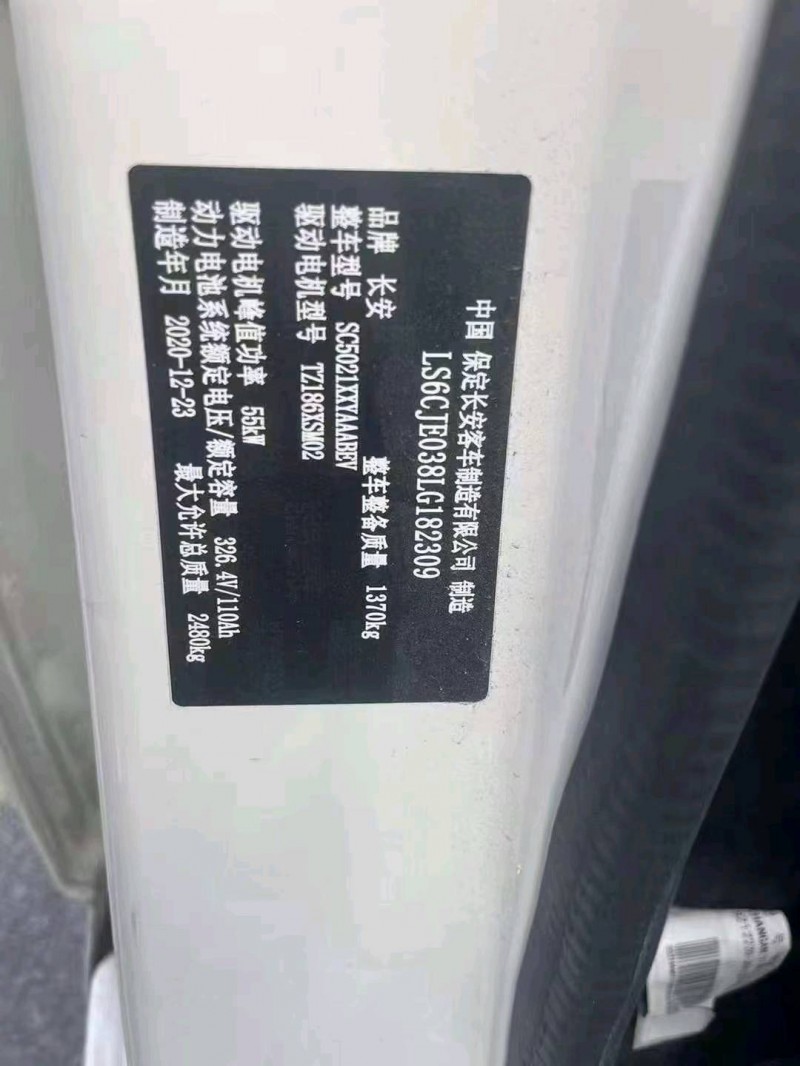 中国 保定长安客车制造有限公司 制造
LS6CJE038LG182309
品牌 长安 整车整备质量 1370kg
整车型号 SC5021XXYAAABEV
驱动电机型号 TZ186XSM02
驱动电机峰值功率 55kW
动力电池系统额定电压/额定容量 326.4V/110Ah
制造年月 2020-12-23 最大允许总质量 2480kg